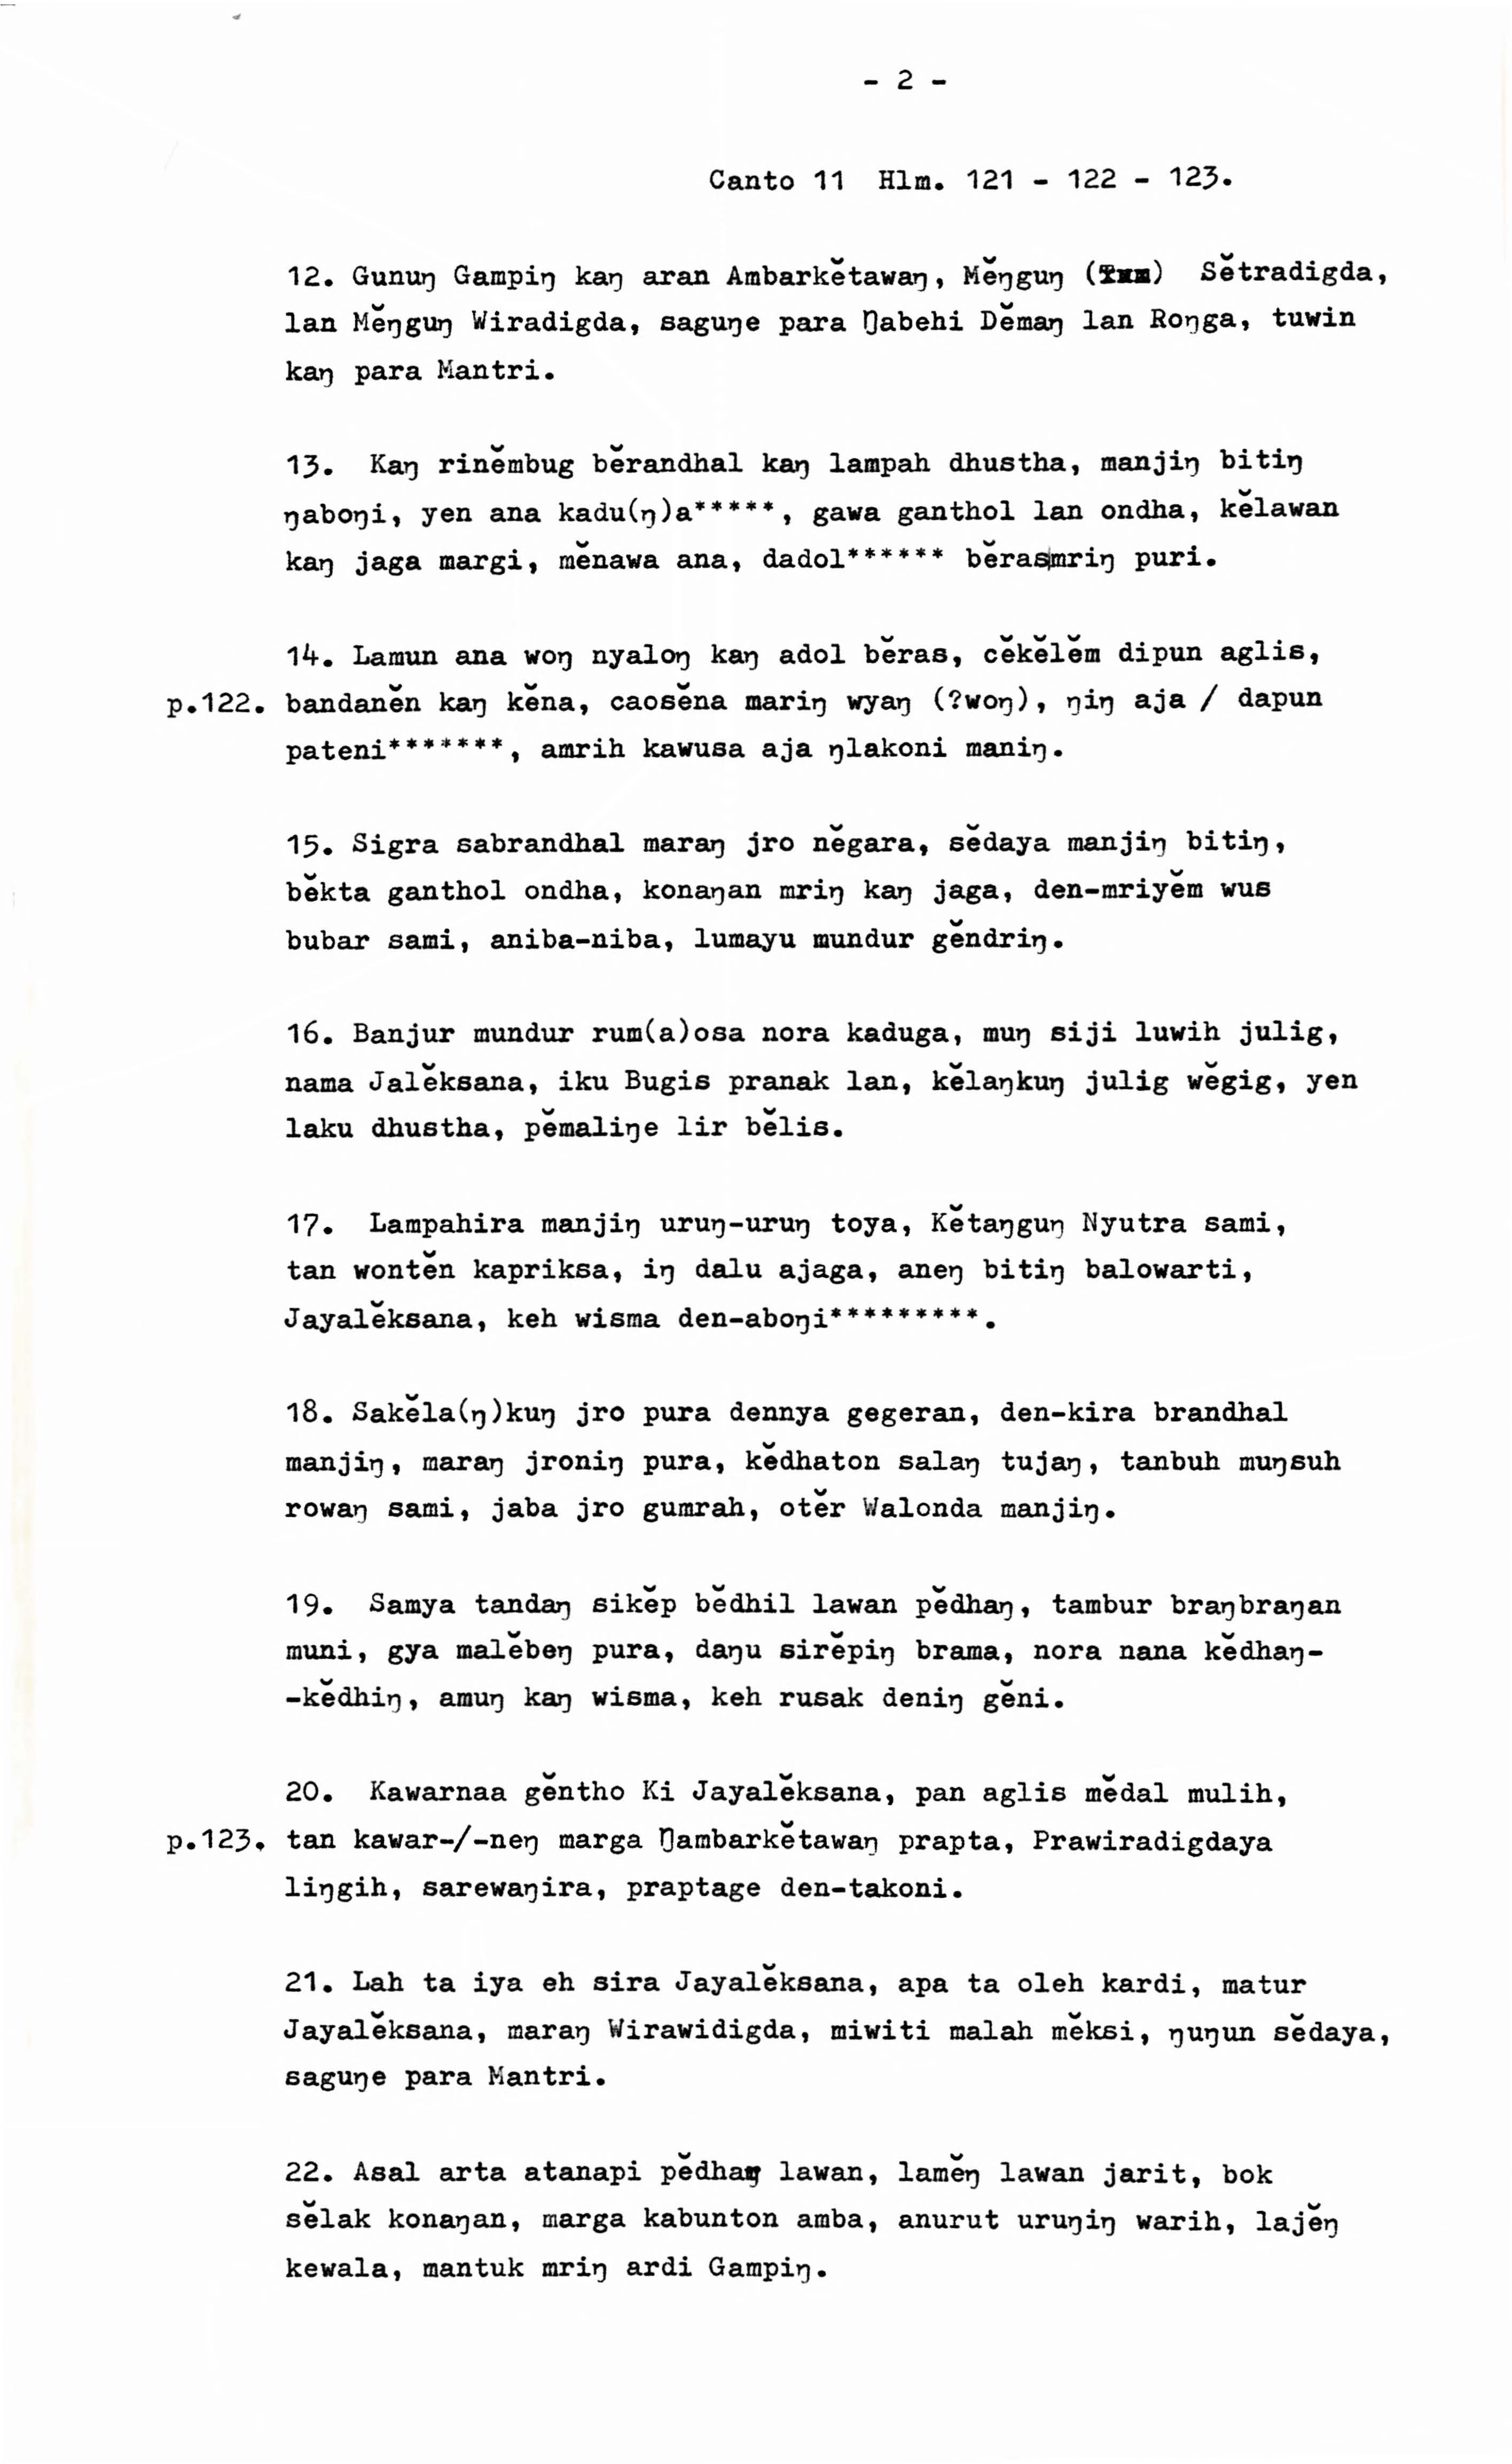 - 2 -
Canto 11 Hlm. 121 - 122 - 123.
12. Gunuŋ Gampiŋ kaŋ aran Ambarkĕtawaŋ, Mĕŋguŋ () Sĕtradigda,
lan Mĕŋguŋ Wiradigda, saguŋe para Ŋabehi Dĕmaŋ lan Roŋga, tuwin
kaŋ para Mantri.
13. Kaŋ rinĕmbug bĕrandhal kaŋ lampah dhustha, manjiŋ bitiŋ
ŋaboŋi, yen ana kadu(ŋ)a*****, gawa ganthol lan ondha, kĕlawan
kaŋ jaga margi, mĕnawa ana, dadol****** bĕras|mriŋ puri.
14. Lamun ana woŋ nyaloŋ kaŋ adol bĕras, cĕkĕlĕm dipun aglis,
p.122. bandanĕn kaŋ kĕna, caosĕna mariŋ wyaŋ (?woŋ), ŋiŋ aja / dapun
pateni*******, amrih kawusa aja ŋlakoni maniŋ.
15. Sigra sabrandhal maraŋ jro nĕgara, sĕdaya manjiŋ bitiŋ,
bĕkta ganthol ondha, konaŋan mriŋ kaŋ jaga, den-mriyĕm wus
bubar sami, aniba-niba, lumayu mundur gĕndriŋ.
16. Banjur mundur rum(a)osa nora kaduga, muŋ siji luwih julig,
nama Jalĕksana, iku Bugis pranak lan, kĕlaŋkuŋ julig wĕgig, yen
laku dhustha, pĕmaliŋe lir bĕlis.
17. Lampahira manjiŋ uruŋ-uruŋ toya, Kĕtaŋguŋ Nyutra sami,
tan wontĕn kapriksa, iŋ dalu ajaga, aneŋ bitiŋ balowarti,
Jayalĕksana, keh wisma den-aboŋi*********.
18. Sakĕla(ŋ)kuŋ jro pura dennya gegeran, den-kira brandhal
manjiŋ, maraŋ jroniŋ pura, kĕdhaton salaŋ tujaŋ, tanbuh muŋsuh
rowaŋ sami, jaba jro gumrah, otĕr Walonda manjiŋ.
19. Samya tandaŋ sikĕp bĕdhil lawan pĕdhaŋ, tambur braŋbraŋan
muni, gya malĕbeŋ pura, daŋu sirĕpiŋ brama, nora nana kĕdhaŋ-
-kĕdhiŋ, amuŋ kaŋ wisma, keh rusak deniŋ gĕni.
20. Kawarnaa gĕntho Ki Jayalĕksana, pan aglis mĕdal mulih,
p.123. tan kawar-/-neŋ marga Ŋambarkĕtawaŋ prapta, Prawiradigdaya
liŋgih, sarewaŋira, praptage den-takoni.
21. Lah ta iya eh sira Jayalĕksana, apa ta oleh kardi, matur
Jayalĕksana, maraŋ Wirawidigda, miwiti malah mĕksi, ŋuŋun sĕdaya,
saguŋe para Mantri.
22. Asal arta atanapi pĕdhaŋ lawan, lamĕŋ lawan jarit, bok
sĕlak konaŋan, marga kabunton amba, anurut uruŋiŋ warih, lajĕŋ
kewala, mantuk mriŋ ardi Gampiŋ.